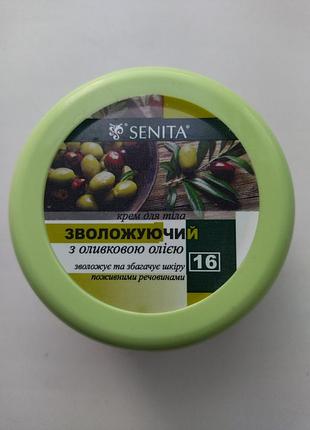 SENITA®
крем для тіла
ЗВОЛОЖУЮЧИЙ
з оливковою олією
зволожує та збагачує шкіру
поживними речовинами
16